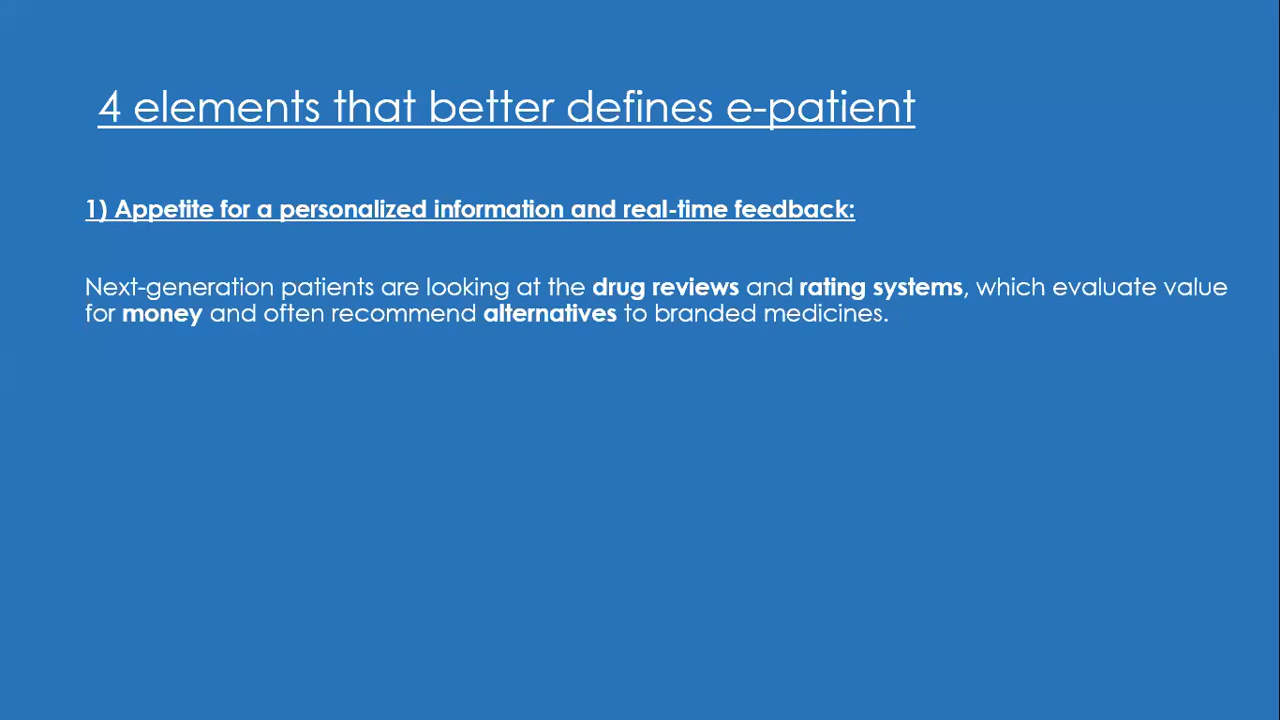 4 elements that better defines e-patient
1) Appetite for a personalized information and real-time feedback:
Next-generation patients are looking at the drug reviews and rating systems, which evaluate value
for money and often recommend alternatives to branded medicines.